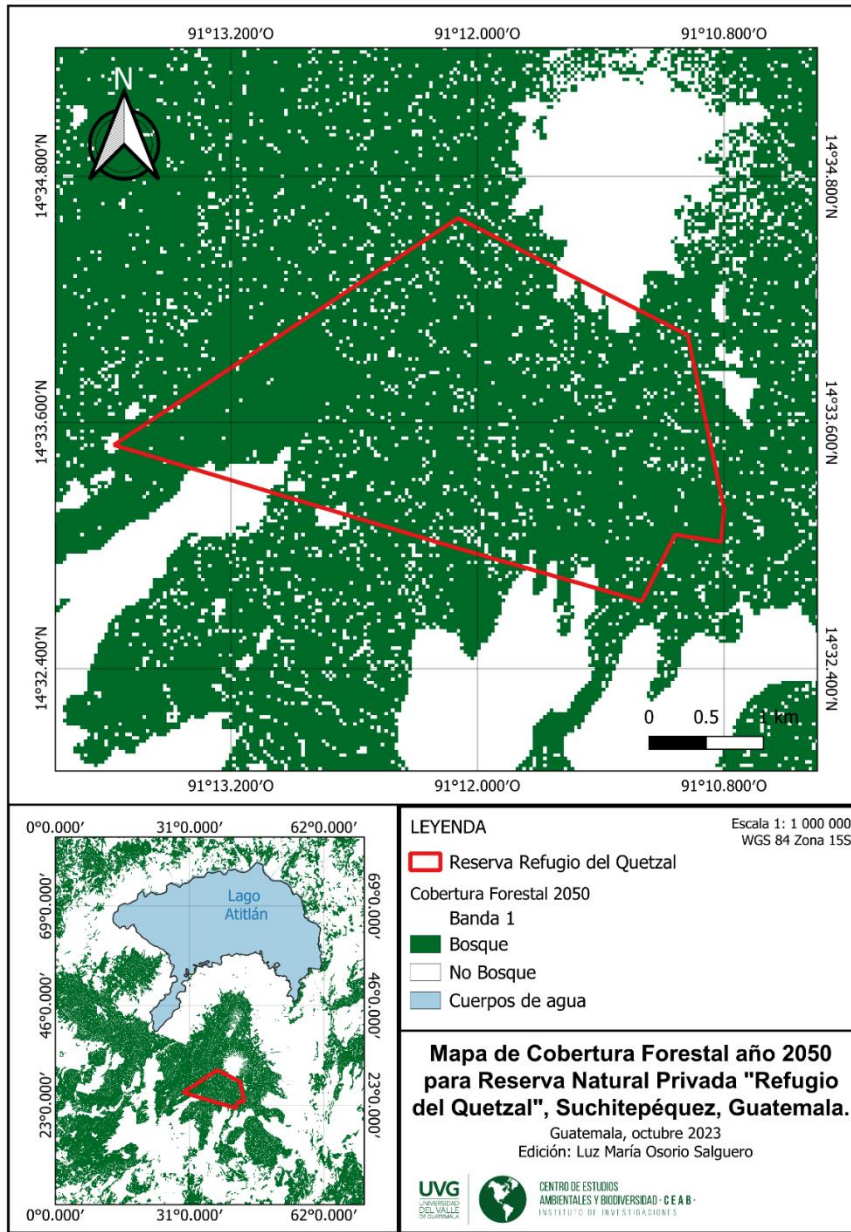 91°13.200′O
91°12.000′O
91°10.800′O
N
14°34.800′N
14°34.800′N
14°33.600′N
14°33.600′N
14°32.400′N
14°32.400′N
0 0.5 1 km
91°13.200′O
91°12.000′O
91°10.800′O
0°0.000′
31°0.000′
62°0.000′
69°0.000′
69°0.000′
Lago
Atitlán
46°0.000′
46°0.000′
23°0.000′
23°0.000′
0°0.000′
31°0.000′
62°0.000′
LEYENDA
Escala 1: 1 000 000
WGS 84 Zona 15S
Reserva Refugio del Quetzal
Cobertura Forestal 2050
Banda 1
Bosque
No Bosque
Cuerpos de agua
Mapa de Cobertura Forestal año 2050
para Reserva Natural Privada "Refugio
del Quetzal", Suchitepéquez, Guatemala.
Guatemala, octubre 2023
Edición: Luz María Osorio Salguero
UVG
UNIVERSIDAD
DEL VALLE
DE GUATEMALA
CENTRO DE ESTUDIOS
AMBIENTALES Y BIODIVERSIDAD · CEAB ·
INSTITUTO DE INVESTIGACIONES